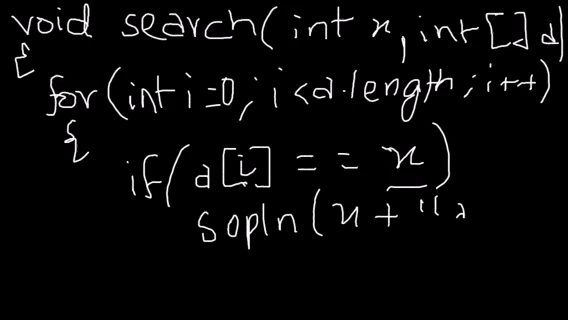 void search(int x, int[] a)
{
for(int i=0; i<a.length; i++)
{
if(a[i] == x)
sopln(x+"